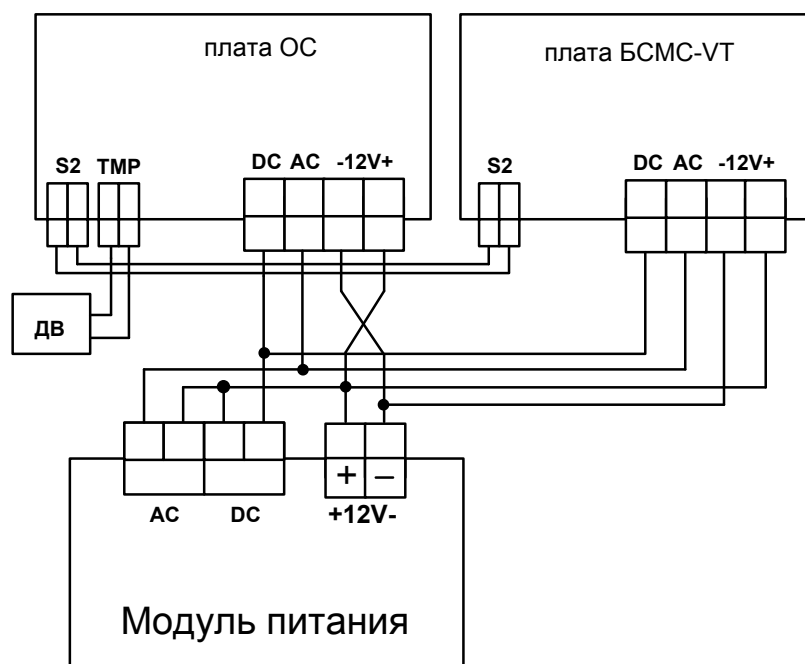 плата ОС
плата БСМС-VT
S2 TMP DC AC -12V+
S2 DC AC -12V+
ДВ
+ –
AC DC +12V-
Модуль питания